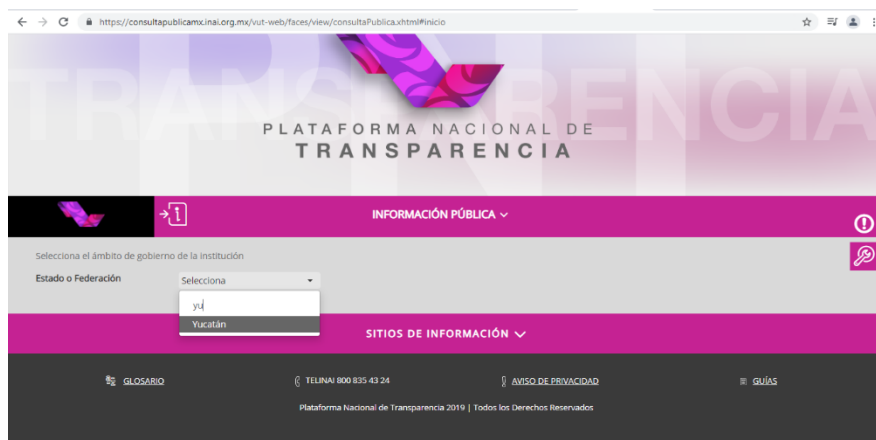 https://consultapublicamx.inai.org.mx/vut-web/faces/view/consultaPublica.xhtml#inicio
TRANSPARENCIA
PNT
PLATAFORMA NACIONAL DE
TRANSPARENCIA
INFORMACIÓN PÚBLICA
Selecciona el ámbito de gobierno de la institución
Estado o Federación
Selecciona
yu
Yucatán
SITIOS DE INFORMACIÓN
GLOSARIO
TELINAI 800 835 43 24
AVISO DE PRIVACIDAD
GUÍAS
Plataforma Nacional de Transparencia 2019 | Todos los Derechos Reservados